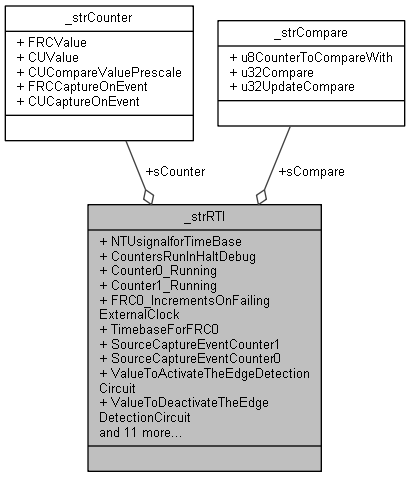 _strCounter
+ FRCValue
+ CUValue
+ CUCompareValuePrescale
+ FRCCaptureOnEvent
+ CUCaptureOnEvent
_strCompare
+ u8CounterToCompareWith
+ u32Compare
+ u32UpdateCompare
+sCounter
+sCompare
_strRTI
+ NTUsignalforTimeBase
+ CountersRunInHaltDebug
+ Counter0_Running
+ Counter1_Running
+ FRC0_IncrementsOnFailing
ExternalClock
+ TimebaseForFRC0
+ SourceCaptureEventCounter1
+ SourceCaptureEventCounter0
+ ValueToActivateTheEdgeDetection
Circuit
+ ValueToDeactivateTheEdge
DetectionCircuit
and 11 more...